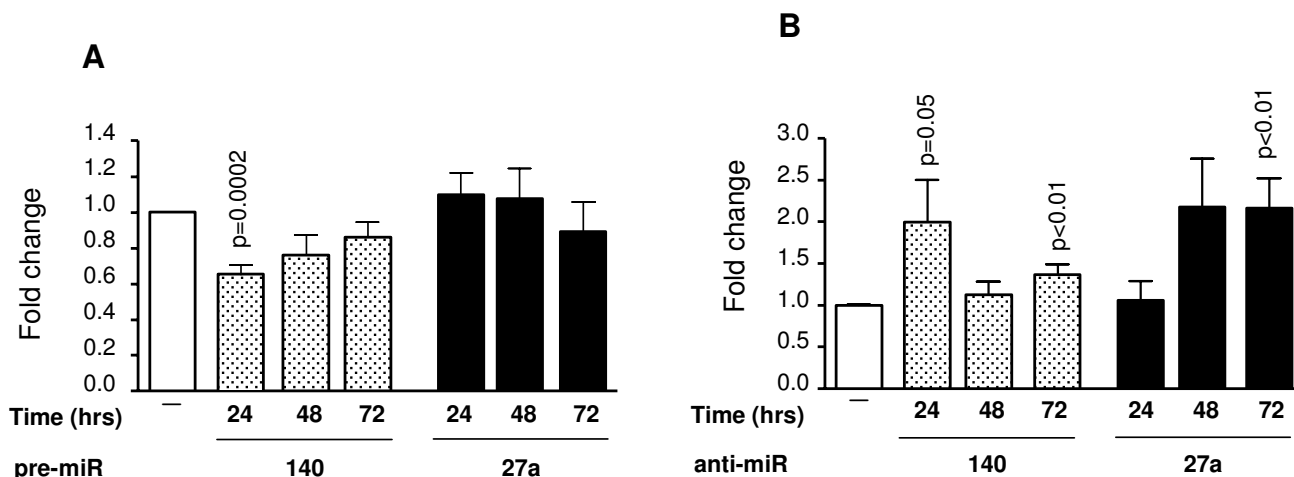 A
Fold change
1.4
1.2
1.0
0.8
0.6
0.4
0.2
0.0
p=0.0002
Time (hrs) – 24 48 72 24 48 72
pre-miR 140 27a
B
Fold change
3.0
2.5
2.0
1.5
1.0
0.5
0.0
p=0.05
p<0.01
p<0.01
Time (hrs) – 24 48 72 24 48 72
anti-miR 140 27a